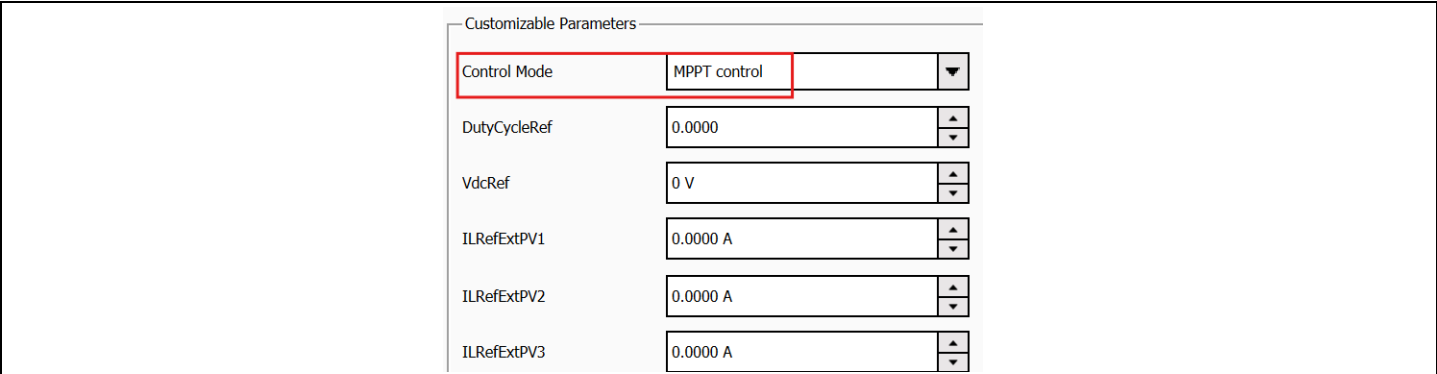 Customizable Parameters
Control Mode MPPT control
DutyCycleRef 0.0000
VdcRef 0 V
ILRefExtPV1 0.0000 A
ILRefExtPV2 0.0000 A
ILRefExtPV3 0.0000 A